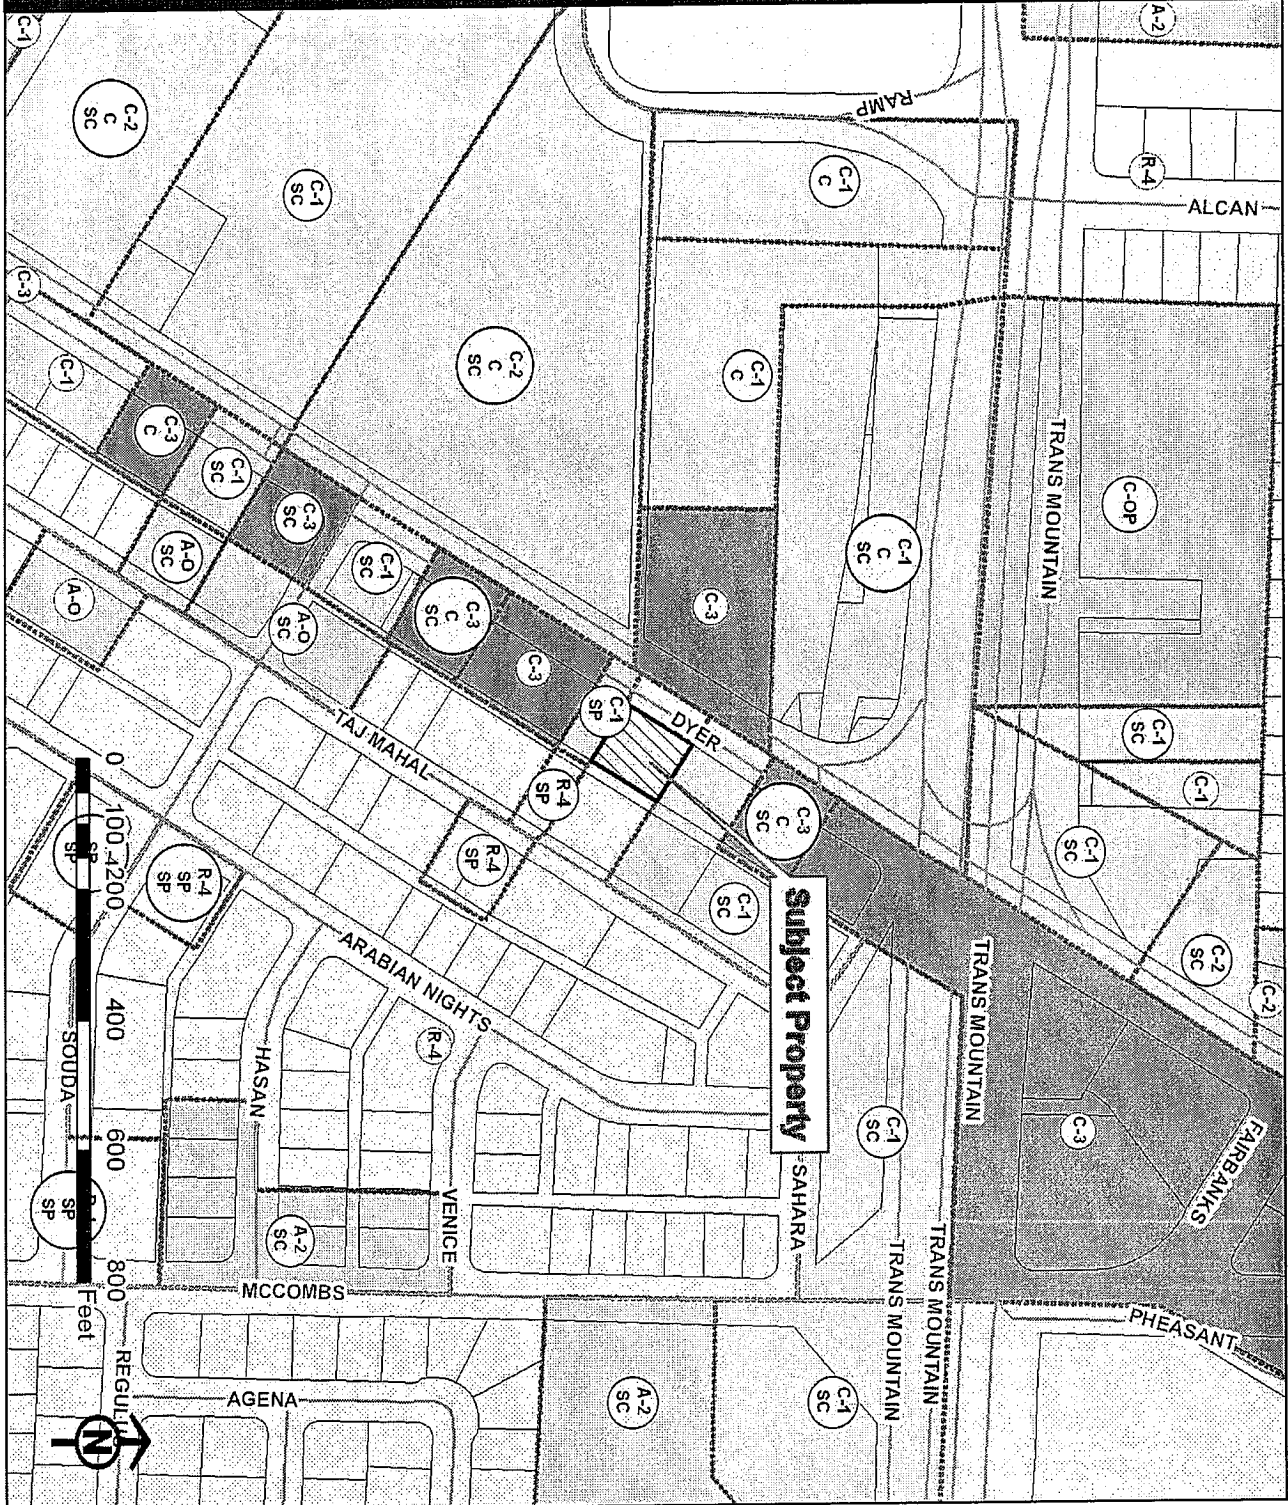 C-1
A-2
C-2
C
SC
C-1
SC
RAMP
C-1
C
R-4
ALCAN
C-3
C-1
C-2
C
SC
C-1
C
TRANS MOUNTAIN
C-OP
C-3
C
C-1
SC
C-3
SC
C-1
SC
C-1
C
SC
A-O
SC
A-O
A-O
SC
C-3
C
SC
C-3
C-3
C-1
SP
DYER
C-1
SC
C-1
TAJ MAHAL
R-4
SP
C-3
C
SC
C-1
SC
R-4
SP
C-1
SC
Subject Property
C-2
SC
C-2
R-4
SP
SP
SP
ARABIAN NIGHTS
TRANS MOUNTAIN
R-4
HASAN
SOUDA
C-1
SC
C-3
FAIRBANKS
SAHARA
VENICE
A-2
SC
SP
MCCOMBS
TRANS MOUNTAIN
TRANS MOUNTAIN
PHEASANT
0 100 200 400 600 800
Feet
AGENA
A-2
SC
C-1
SC
N